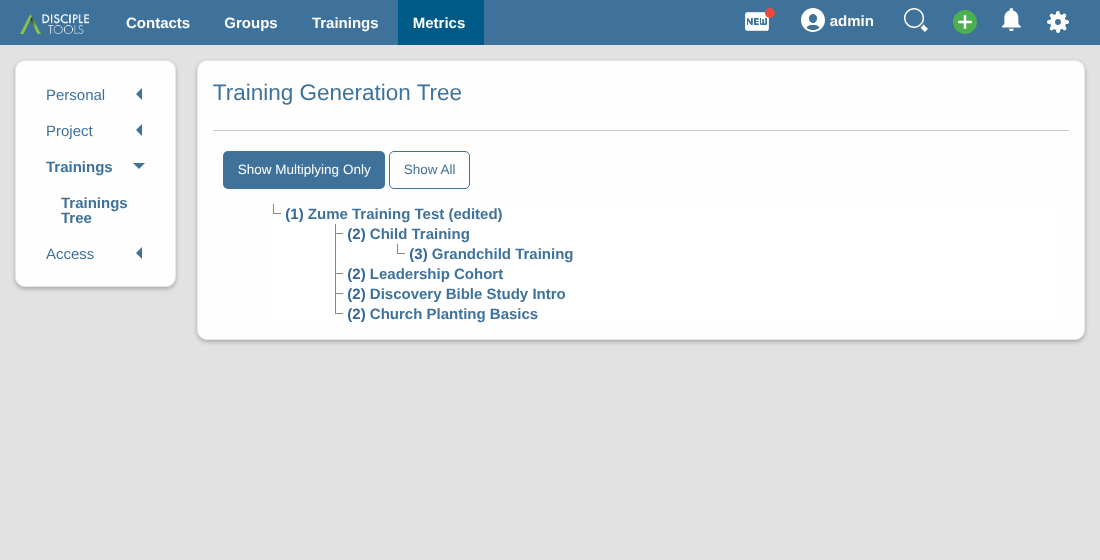 DISCIPLE
TOOLS
Contacts
Groups
Trainings
Metrics
NEW
admin
Personal
Project
Trainings
Trainings
Tree
Access
Training Generation Tree
Show Multiplying Only
Show All
(1) Zume Training Test (edited)
(2) Child Training
(3) Grandchild Training
(2) Leadership Cohort
(2) Discovery Bible Study Intro
(2) Church Planting Basics